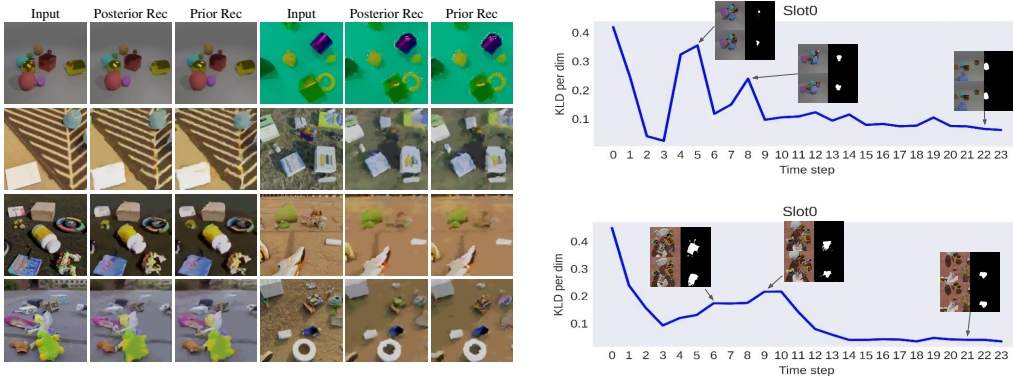 Input Posterior Rec Prior Rec Input Posterior Rec Prior Rec
Slot0
KLD per dim
0.4
0.3
0.2
0.1
0 1 2 3 4 5 6 7 8 9 10 11 12 13 14 15 16 17 18 19 20 21 22 23
Time step
Slot0
KLD per dim
0.4
0.3
0.2
0.1
0 1 2 3 4 5 6 7 8 9 10 11 12 13 14 15 16 17 18 19 20 21 22 23
Time step